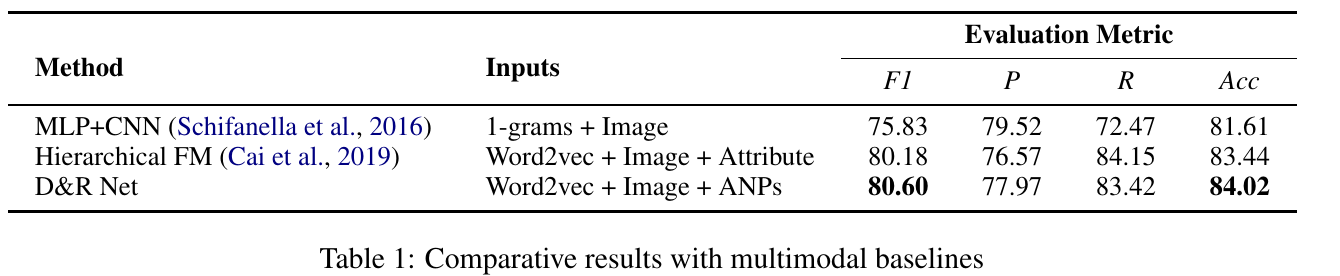 Evaluation Metric
Method Inputs
F1 P R Acc
MLP+CNN (Schifanella et al., 2016) 1-grams + Image 75.83 79.52 72.47 81.61
Hierarchical FM (Cai et al., 2019) Word2vec + Image + Attribute 80.18 76.57 84.15 83.44
D&R Net Word2vec + Image + ANPs 80.60 77.97 83.42 84.02
Table 1: Comparative results with multimodal baselines